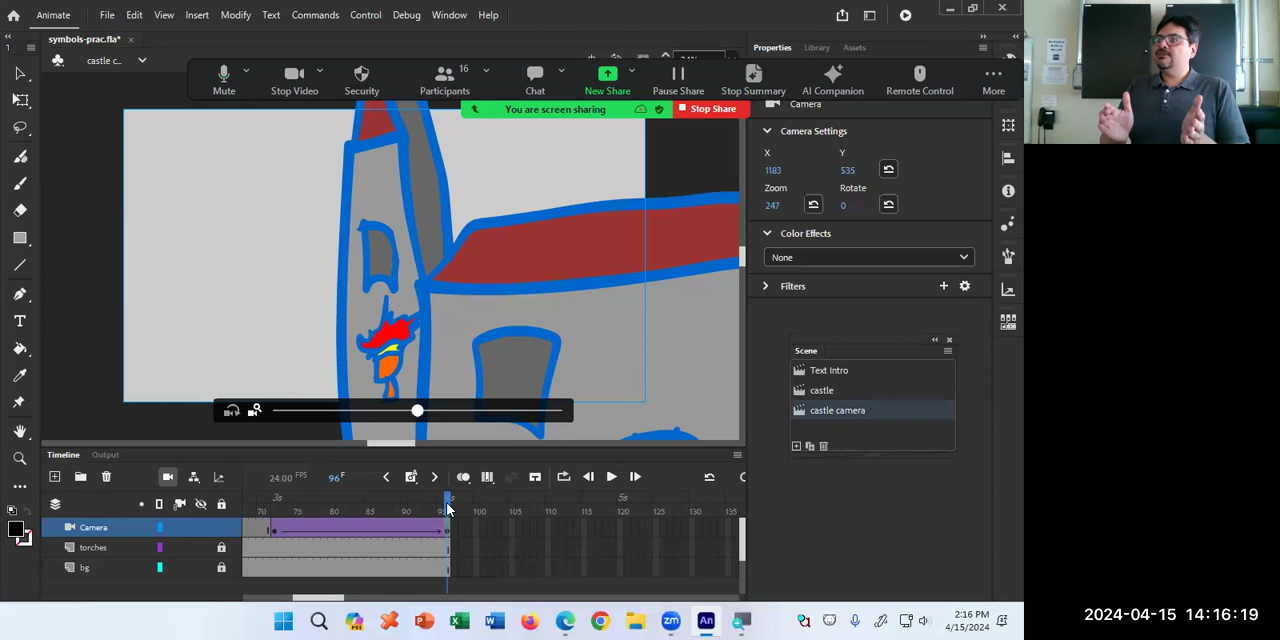 Animate File Edit View Insert Modify Text Commands Control Debug Window Help
symbols-prac.fla* ×
castle c...
1
Mute Stop Video Security Participants 16 Chat New Share Pause Share Stop Summary AI Companion Remote Control More
You are screen sharing Stop Share
Properties Library Assets
Camera
Camera Settings
X Y
1183 535
Zoom Rotate
247 0
Color Effects
None
Filters
Scene
Text Intro
castle
castle camera
Timeline Output
24.00 FPS 96 F
3s 5s
70 75 80 85 90 95 100 105 110 115 120 125 130 135
Camera
torches
bg
2:16 PM
4/15/2024
2024-04-15 14:16:19